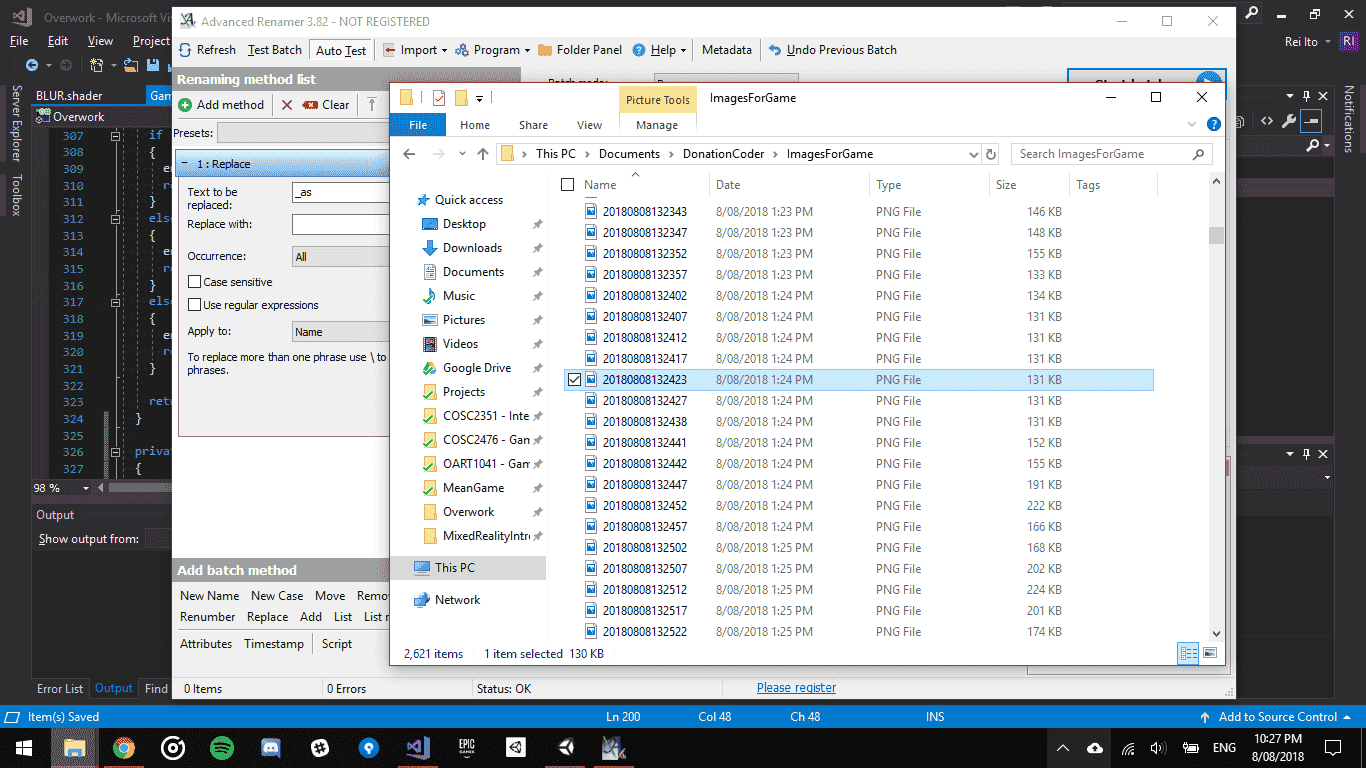 Overwork - Microsoft Vis
File Edit View Project
Rei Ito RI
BLUR.shader Gam
Overwork
Server Explorer
Toolbox
Notifications
307 if
308 {
309 e
310 re
311 }
312 else
313 {
314 e
315 re
316 }
317 else
318 {
319 e
320 re
321 }
322
323 retu
324 }
325
326 privat
327 {
98 %
Output
Show output from:
Error List Output Find
Advanced Renamer 3.82 - NOT REGISTERED
Refresh Test Batch Auto Test Import Program Folder Panel Help Metadata Undo Previous Batch
Renaming method list
Add method Clear
Presets:
1 : Replace
Text to be replaced: _as
Replace with:
Occurrence: All
Case sensitive
Use regular expressions
Apply to: Name
To replace more than one phrase use \ to
phrases.
Add batch method
New Name New Case Move Remo
Renumber Replace Add List List r
Attributes Timestamp Script
0 Items 0 Errors Status: OK Please register
Picture Tools ImagesForGame
File Home Share View Manage
This PC > Documents > DonationCoder > ImagesForGame
Search ImagesForGame
Quick access
Desktop
Downloads
Documents
Music
Pictures
Videos
Google Drive
Projects
COSC2351 - Inte
COSC2476 - Gam
OART1041 - Gam
MeanGame
Overwork
MixedRealityIntr
This PC
Network
Name Date Type Size Tags
20180808132343 8/08/2018 1:23 PM PNG File 146 KB
20180808132347 8/08/2018 1:23 PM PNG File 148 KB
20180808132352 8/08/2018 1:23 PM PNG File 155 KB
20180808132357 8/08/2018 1:23 PM PNG File 133 KB
20180808132402 8/08/2018 1:24 PM PNG File 134 KB
20180808132407 8/08/2018 1:24 PM PNG File 131 KB
20180808132412 8/08/2018 1:24 PM PNG File 131 KB
20180808132417 8/08/2018 1:24 PM PNG File 131 KB
20180808132423 8/08/2018 1:24 PM PNG File 131 KB
20180808132427 8/08/2018 1:24 PM PNG File 131 KB
20180808132438 8/08/2018 1:24 PM PNG File 131 KB
20180808132441 8/08/2018 1:24 PM PNG File 152 KB
20180808132442 8/08/2018 1:24 PM PNG File 155 KB
20180808132447 8/08/2018 1:24 PM PNG File 191 KB
20180808132452 8/08/2018 1:24 PM PNG File 222 KB
20180808132457 8/08/2018 1:24 PM PNG File 166 KB
20180808132502 8/08/2018 1:25 PM PNG File 168 KB
20180808132507 8/08/2018 1:25 PM PNG File 202 KB
20180808132512 8/08/2018 1:25 PM PNG File 224 KB
20180808132517 8/08/2018 1:25 PM PNG File 201 KB
20180808132522 8/08/2018 1:25 PM PNG File 174 KB
2,621 items 1 item selected 130 KB
Item(s) Saved Ln 200 Col 48 Ch 48 INS Add to Source Control
EPIC GAMES
ENG
10:27 PM
8/08/2018